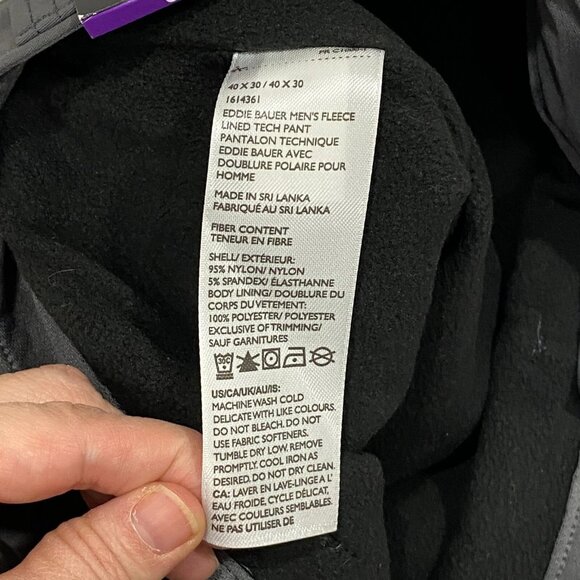 40 X 30 / 40 X 30
1614361
EDDIE BAUER MEN'S FLEECE
LINED TECH PANT
PANTALON TECHNIQUE
EDDIE BAUER AVEC
DOUBLURE POLAIRE POUR
HOMME
MADE IN SRI LANKA
FABRIQUÉ AU SRI LANKA
FIBER CONTENT
TENEUR EN FIBRE
SHELL/ EXTÉRIEUR:
95% NYLON/ NYLON
5% SPANDEX/ ÉLASTHANNE
BODY LINING/ DOUBLURE DU
CORPS DU VETEMENT:
100% POLYESTER/ POLYESTER
EXCLUSIVE OF TRIMMING/
SAUF GARNITURES
30C
US/CA/UK/AU/IS:
MACHINE WASH COLD
DELICATE WITH LIKE COLOURS.
DO NOT BLEACH. DO NOT
USE FABRIC SOFTENERS.
TUMBLE DRY LOW. REMOVE
PROMPTLY. COOL IRON AS
DESIRED. DO NOT DRY CLEAN.
CA: LAVER EN LAVE-LINGE A L'
EAU FROIDE, CYCLE DÉLICAT,
AVEC COULEURS SEMBLABLES.
NE PAS UTILISER DE